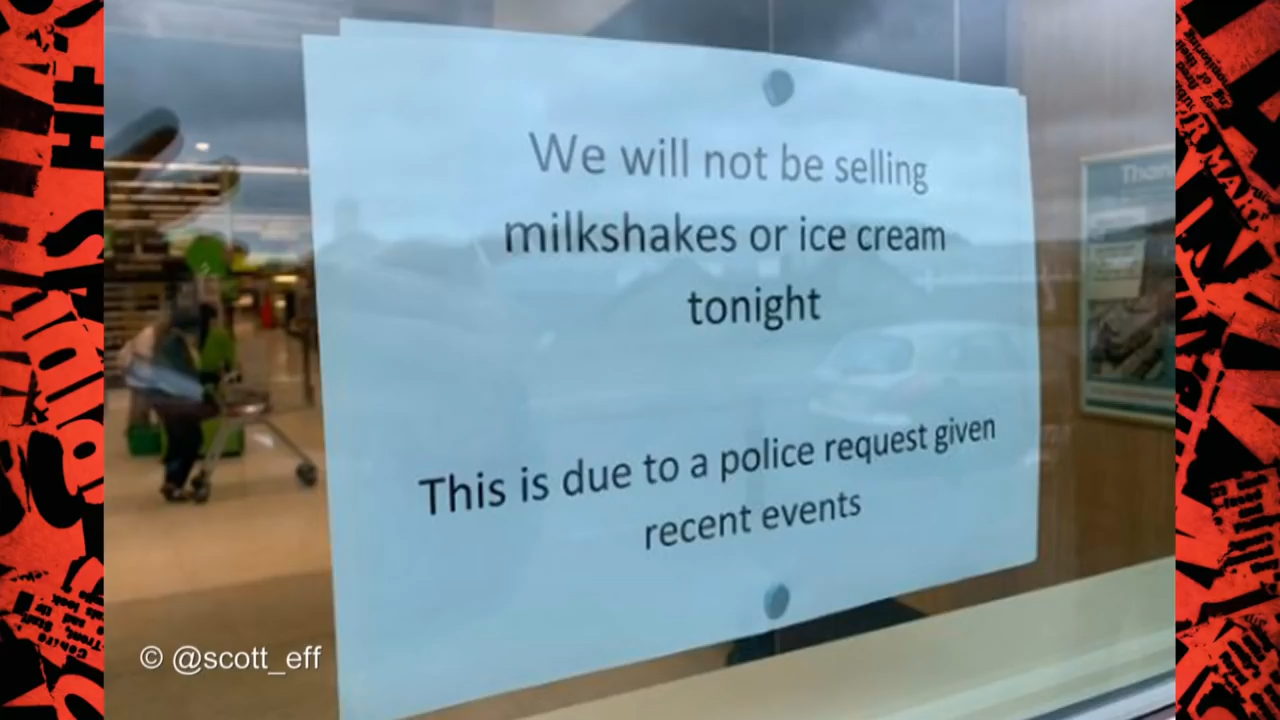 We will not be selling
milkshakes or ice cream
tonight
This is due to a police request given
recent events
© @scott_eff